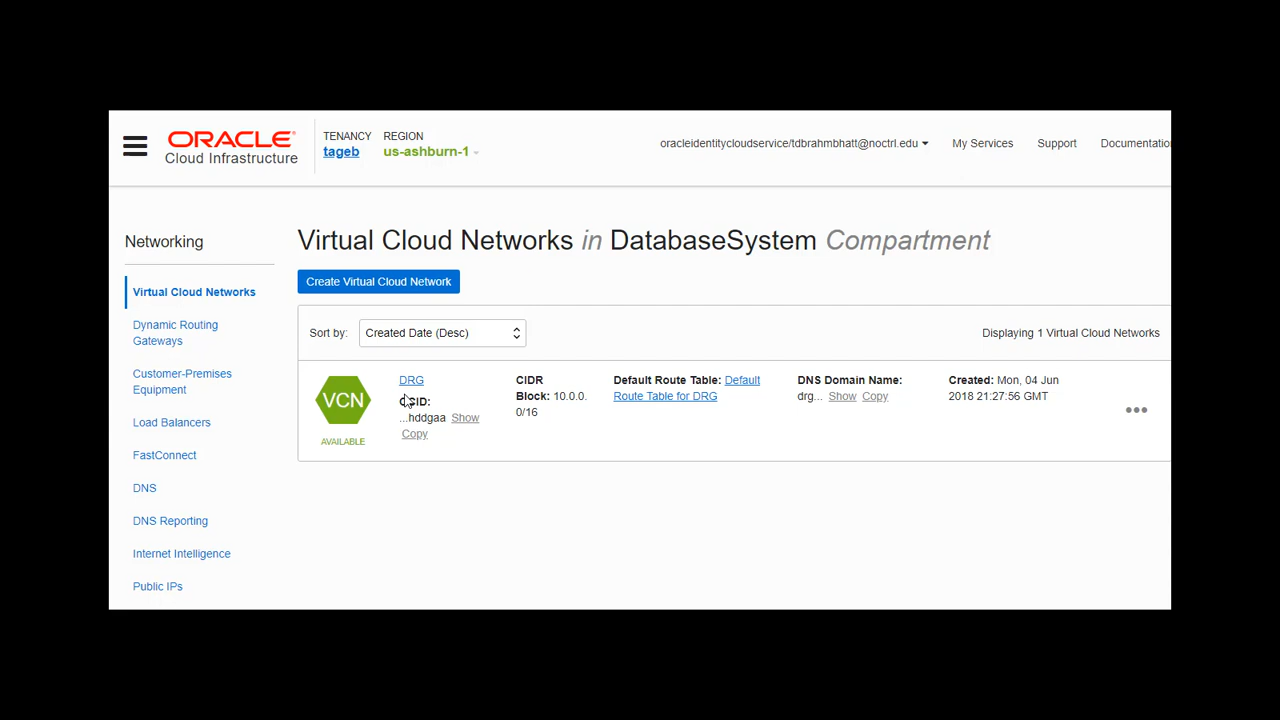 ORACLE
Cloud Infrastructure
TENANCY
tageb
REGION
us-ashburn-1
oracleidentitycloudservice/tdbrahmbhatt@noctrl.edu
My Services
Support
Documentation
Networking
Virtual Cloud Networks
Dynamic Routing
Gateways
Customer-Premises
Equipment
Load Balancers
FastConnect
DNS
DNS Reporting
Internet Intelligence
Public IPs
Virtual Cloud Networks in DatabaseSystem Compartment
Create Virtual Cloud Network
Sort by: Created Date (Desc)
Displaying 1 Virtual Cloud Networks
VCN
AVAILABLE
DRG
OCID:
...hddgaa Show
Copy
CIDR
Block: 10.0.0.
0/16
Default Route Table: Default
Route Table for DRG
DNS Domain Name:
drg... Show Copy
Created: Mon, 04 Jun
2018 21:27:56 GMT